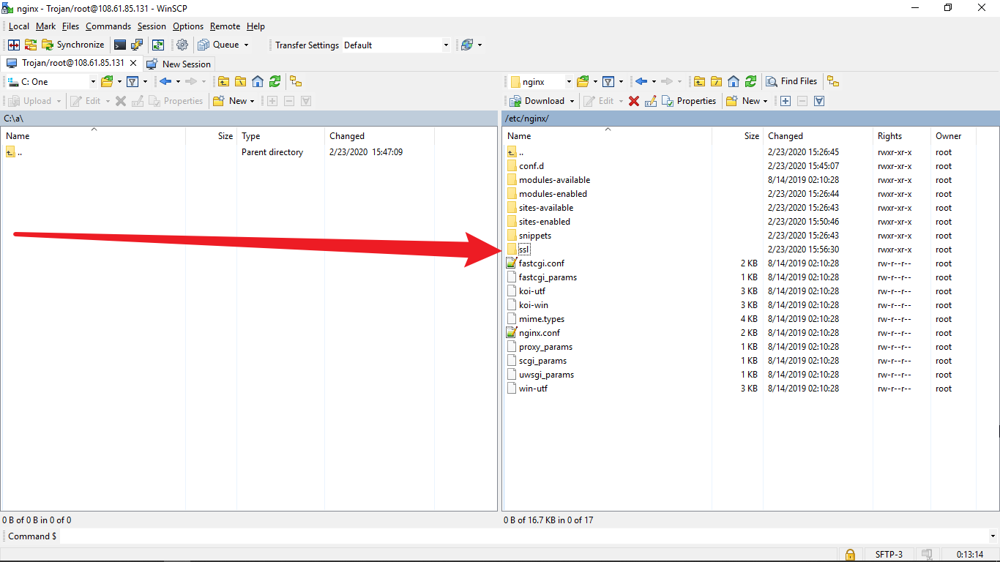 nginx - Trojan/root@108.61.85.131 - WinSCP
Local Mark Files Commands Session Options Remote Help
Synchronize Queue Transfer Settings Default
Trojan/root@108.61.85.131 New Session
C: One nginx Find Files
Upload Edit Properties New Download Edit Properties New
C:\a\ /etc/nginx/
Name Size Type Changed Name Size Changed Rights Owner
.. Parent directory 2/23/2020 15:47:09 .. 2/23/2020 15:26:45 rwxr-xr-x root
conf.d 2/23/2020 15:45:07 rwxr-xr-x root
modules-available 8/14/2019 02:10:28 rwxr-xr-x root
modules-enabled 2/23/2020 15:26:44 rwxr-xr-x root
sites-available 2/23/2020 15:26:43 rwxr-xr-x root
sites-enabled 2/23/2020 15:50:46 rwxr-xr-x root
snippets 2/23/2020 15:26:43 rwxr-xr-x root
ssl 2/23/2020 15:56:30 rwxr-xr-x root
fastcgi.conf 2 KB 8/14/2019 02:10:28 rw-r--r-- root
fastcgi_params 1 KB 8/14/2019 02:10:28 rw-r--r-- root
koi-utf 3 KB 8/14/2019 02:10:28 rw-r--r-- root
koi-win 3 KB 8/14/2019 02:10:28 rw-r--r-- root
mime.types 4 KB 8/14/2019 02:10:28 rw-r--r-- root
nginx.conf 2 KB 8/14/2019 02:10:28 rw-r--r-- root
proxy_params 1 KB 8/14/2019 02:10:28 rw-r--r-- root
scgi_params 1 KB 8/14/2019 02:10:28 rw-r--r-- root
uwsgi_params 1 KB 8/14/2019 02:10:28 rw-r--r-- root
win-utf 3 KB 8/14/2019 02:10:28 rw-r--r-- root
0 B of 0 B in 0 of 0 0 B of 16.7 KB in 0 of 17
Command $
SFTP-3 0:13:14